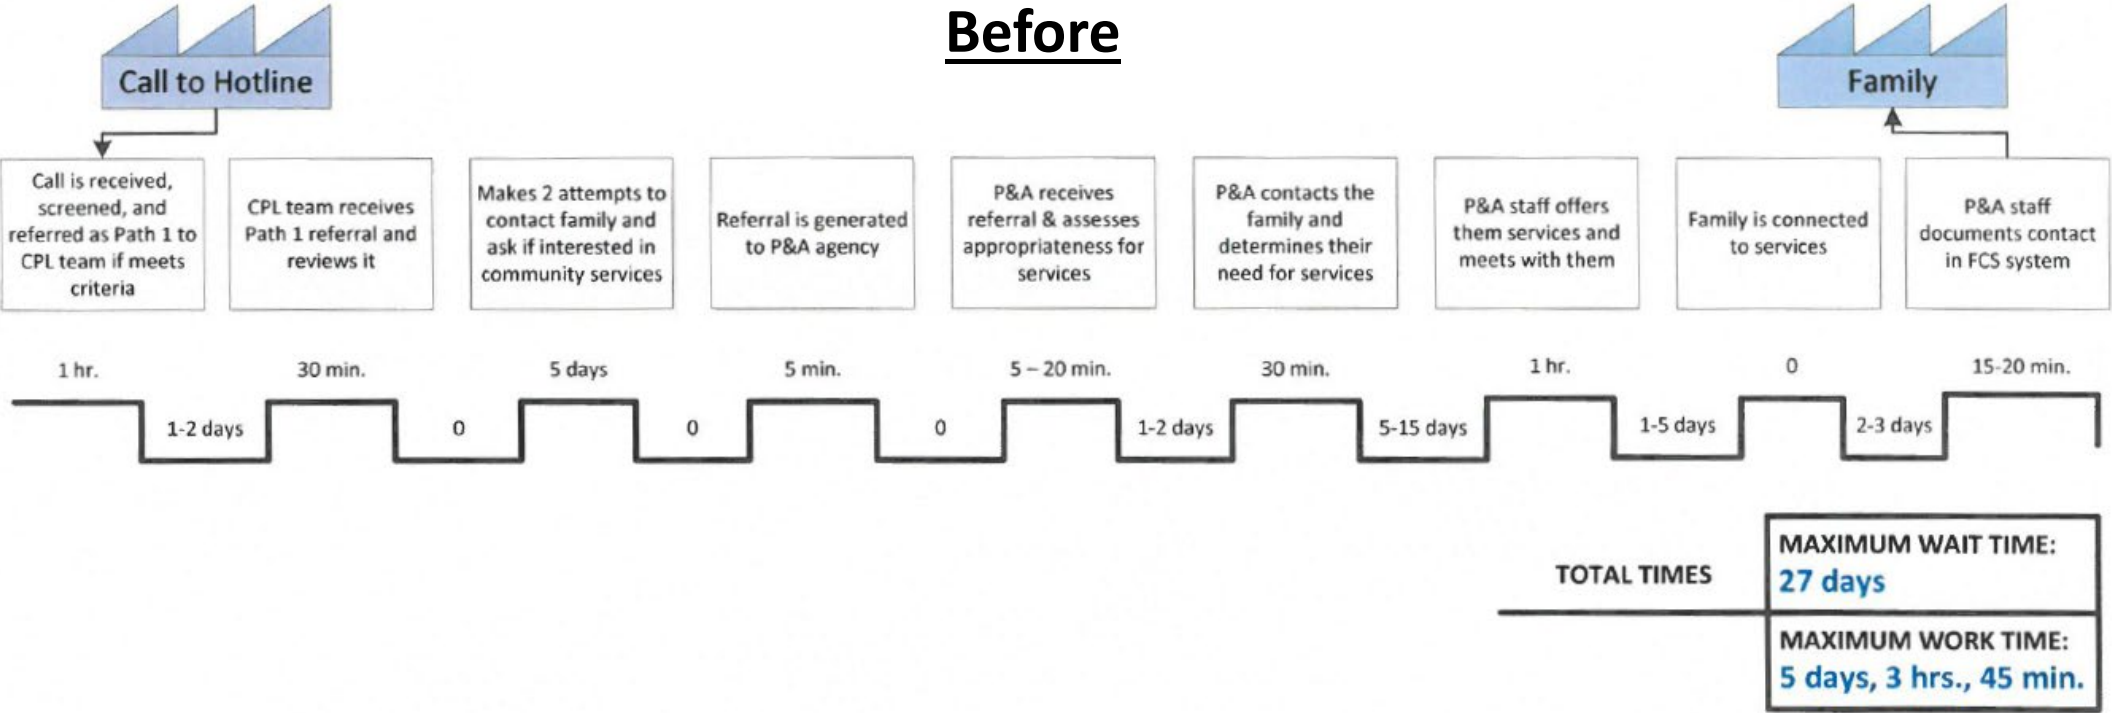 Before
Call to Hotline
Family
Call is received,
screened, and
referred as Path 1 to
CPL team if meets
criteria
CPL team receives
Path 1 referral and
reviews it
Makes 2 attempts to
contact family and
ask if interested in
community services
Referral is generated
to P&A agency
P&A receives
referral & assesses
appropriateness for
services
P&A contacts the
family and
determines their
need for services
P&A staff offers
them services and
meets with them
Family is connected
to services
P&A staff
documents contact
in FCS system
1 hr.
30 min.
5 days
5 min.
5 – 20 min.
30 min.
1 hr.
0
15-20 min.
1-2 days
0
0
0
1-2 days
5-15 days
1-5 days
2-3 days
TOTAL TIMES
MAXIMUM WAIT TIME:
27 days
MAXIMUM WORK TIME:
5 days, 3 hrs., 45 min.